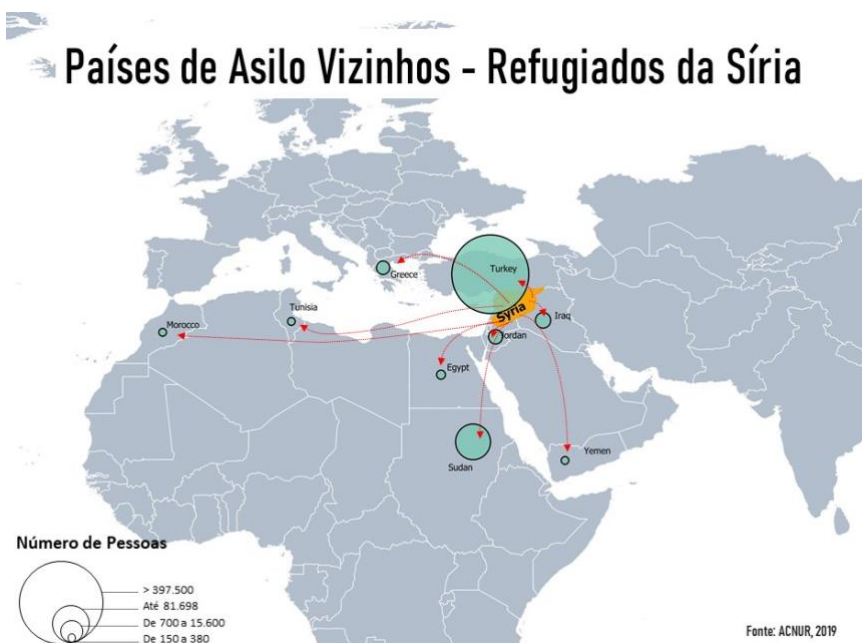 Países de Asilo Vizinhos - Refugiados da Síria
Turkey
Greece
Syria
Tunisia
Iraq
Morocco
Jordan
Egypt
Yemen
Sudan
Número de Pessoas
> 397.500
Até 81.698
De 700 a 15.600
De 150 a 380
Fonte: ACNUR, 2019